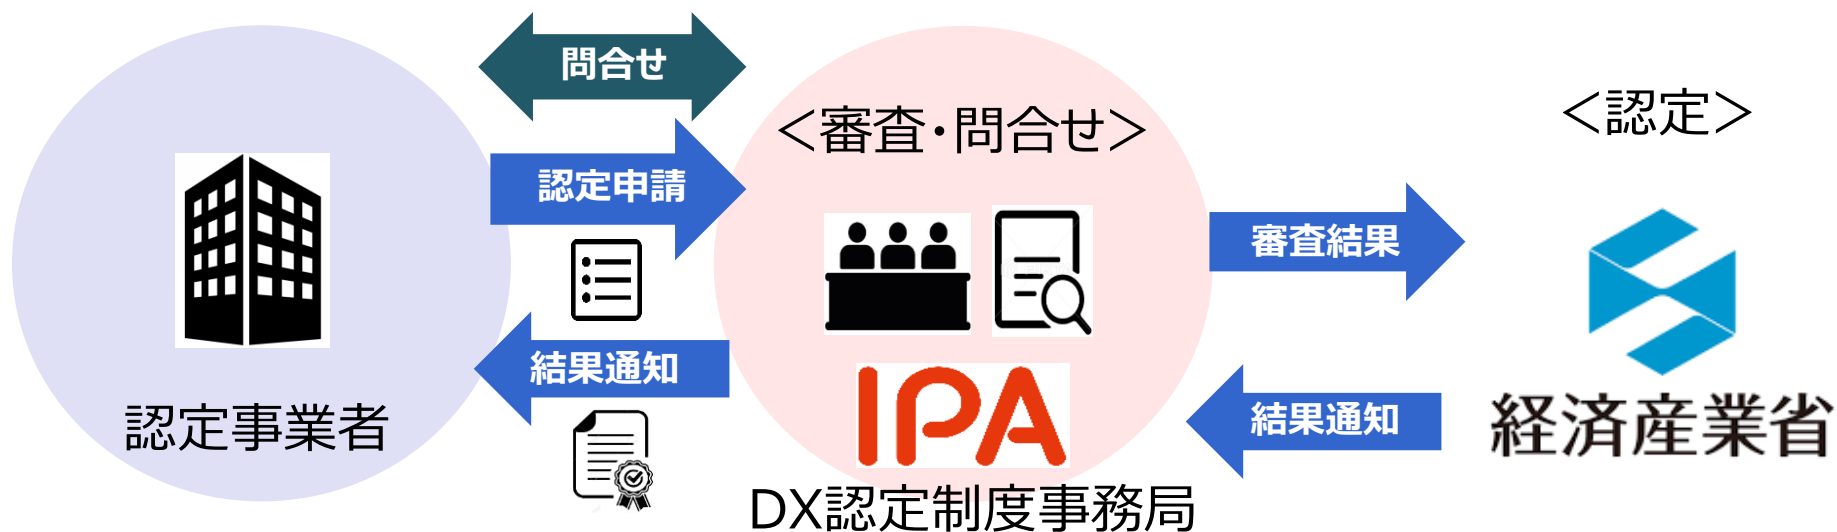 問合せ
認定申請
結果通知
認定事業者
＜審査・問合せ＞
IPA
DX認定制度事務局
審査結果
結果通知
＜認定＞
経済産業省